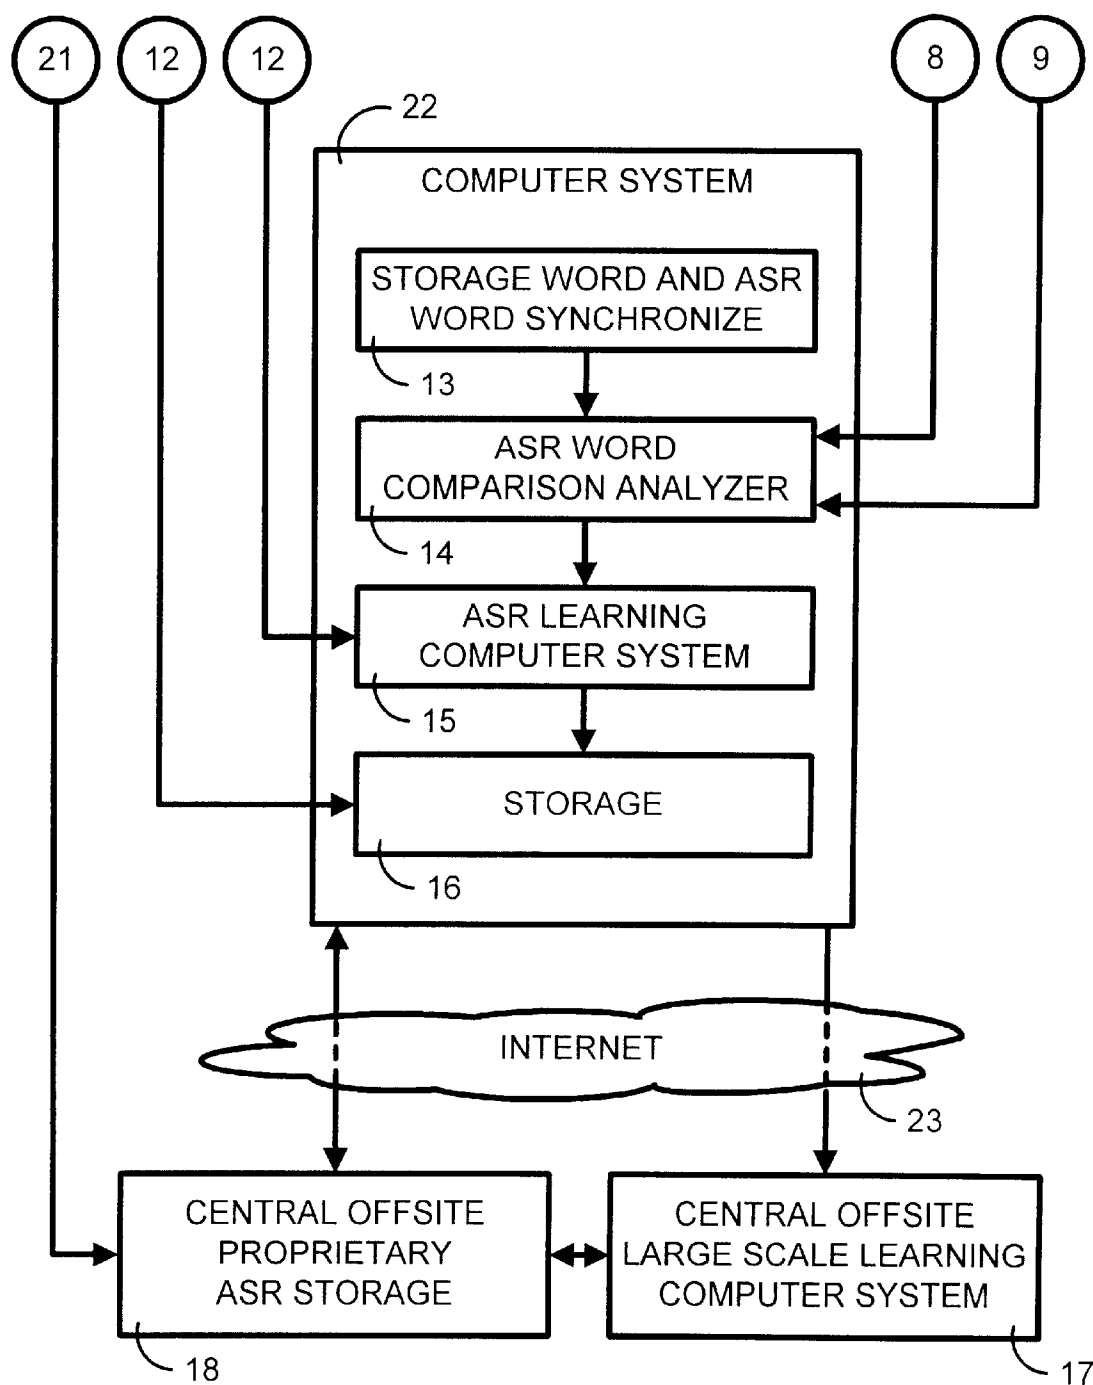 21
12
12
8
9
22
COMPUTER SYSTEM
STORAGE WORD AND ASR
WORD SYNCHRONIZE
13
ASR WORD
COMPARISON ANALYZER
14
ASR LEARNING
COMPUTER SYSTEM
15
STORAGE
16
INTERNET
23
CENTRAL OFFSITE
PROPRIETARY
ASR STORAGE
18
CENTRAL OFFSITE
LARGE SCALE LEARNING
COMPUTER SYSTEM
17